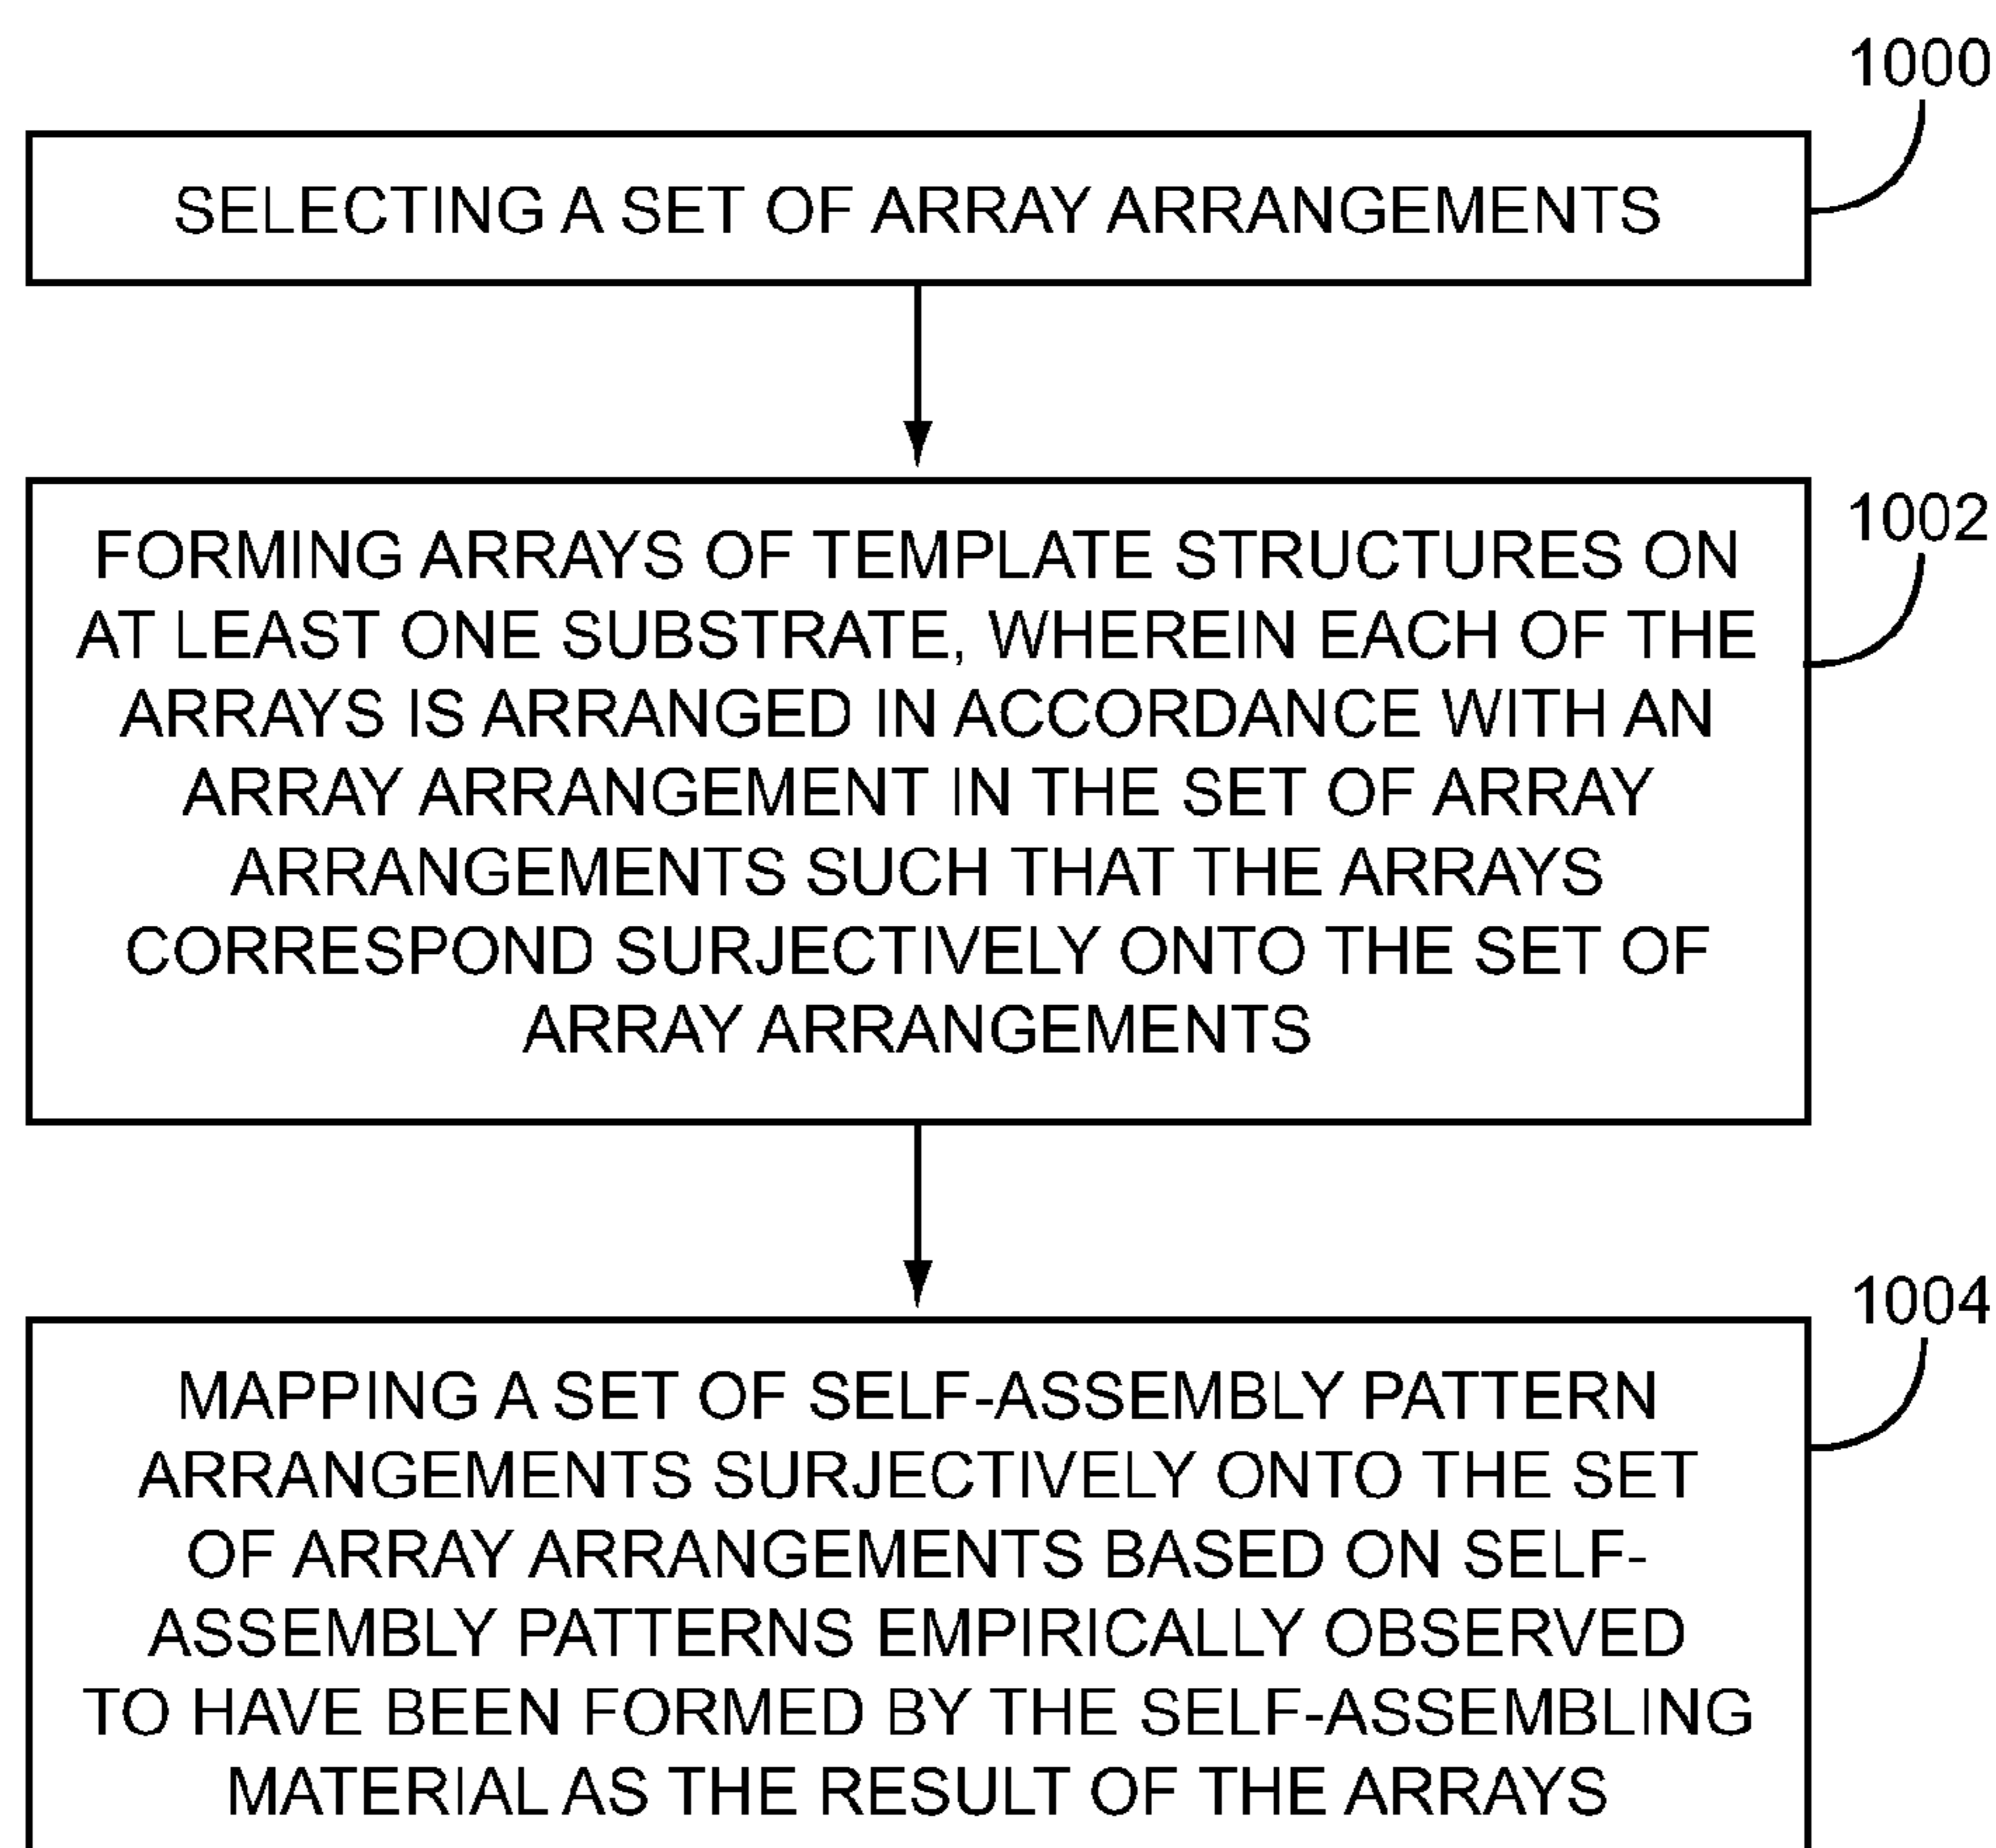 1000
SELECTING A SET OF ARRAY ARRANGEMENTS
1002
FORMING ARRAYS OF TEMPLATE STRUCTURES ON
AT LEAST ONE SUBSTRATE, WHEREIN EACH OF THE
ARRAYS IS ARRANGED IN ACCORDANCE WITH AN
ARRAY ARRANGEMENT IN THE SET OF ARRAY
ARRANGEMENTS SUCH THAT THE ARRAYS
CORRESPOND SURJECTIVELY ONTO THE SET OF
ARRAY ARRANGEMENTS
1004
MAPPING A SET OF SELF-ASSEMBLY PATTERN
ARRANGEMENTS SURJECTIVELY ONTO THE SET
OF ARRAY ARRANGEMENTS BASED ON SELF-
ASSEMBLY PATTERNS EMPIRICALLY OBSERVED
TO HAVE BEEN FORMED BY THE SELF-ASSEMBLING
MATERIAL AS THE RESULT OF THE ARRAYS